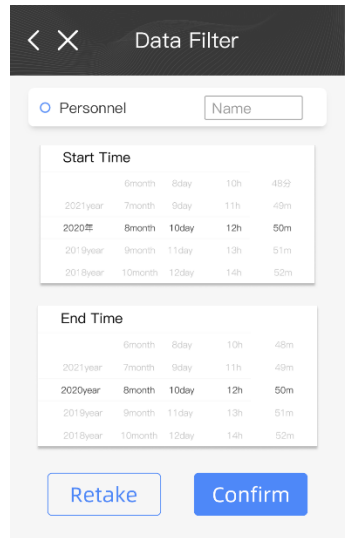 Data Filter
Personnel Name
Start Time
6month 8day 10h 48分
2021year 7month 9day 11h 49m
2020年 8month 10day 12h 50m
2019year 9month 11day 13h 51m
2018year 10month 12day 14h 52m
End Time
6month 8day 10h 48m
2021year 7month 9day 11h 49m
2020year 8month 10day 12h 50m
2019year 9month 11day 13h 51m
2018year 10month 12day 14h 52m
Retake Confirm